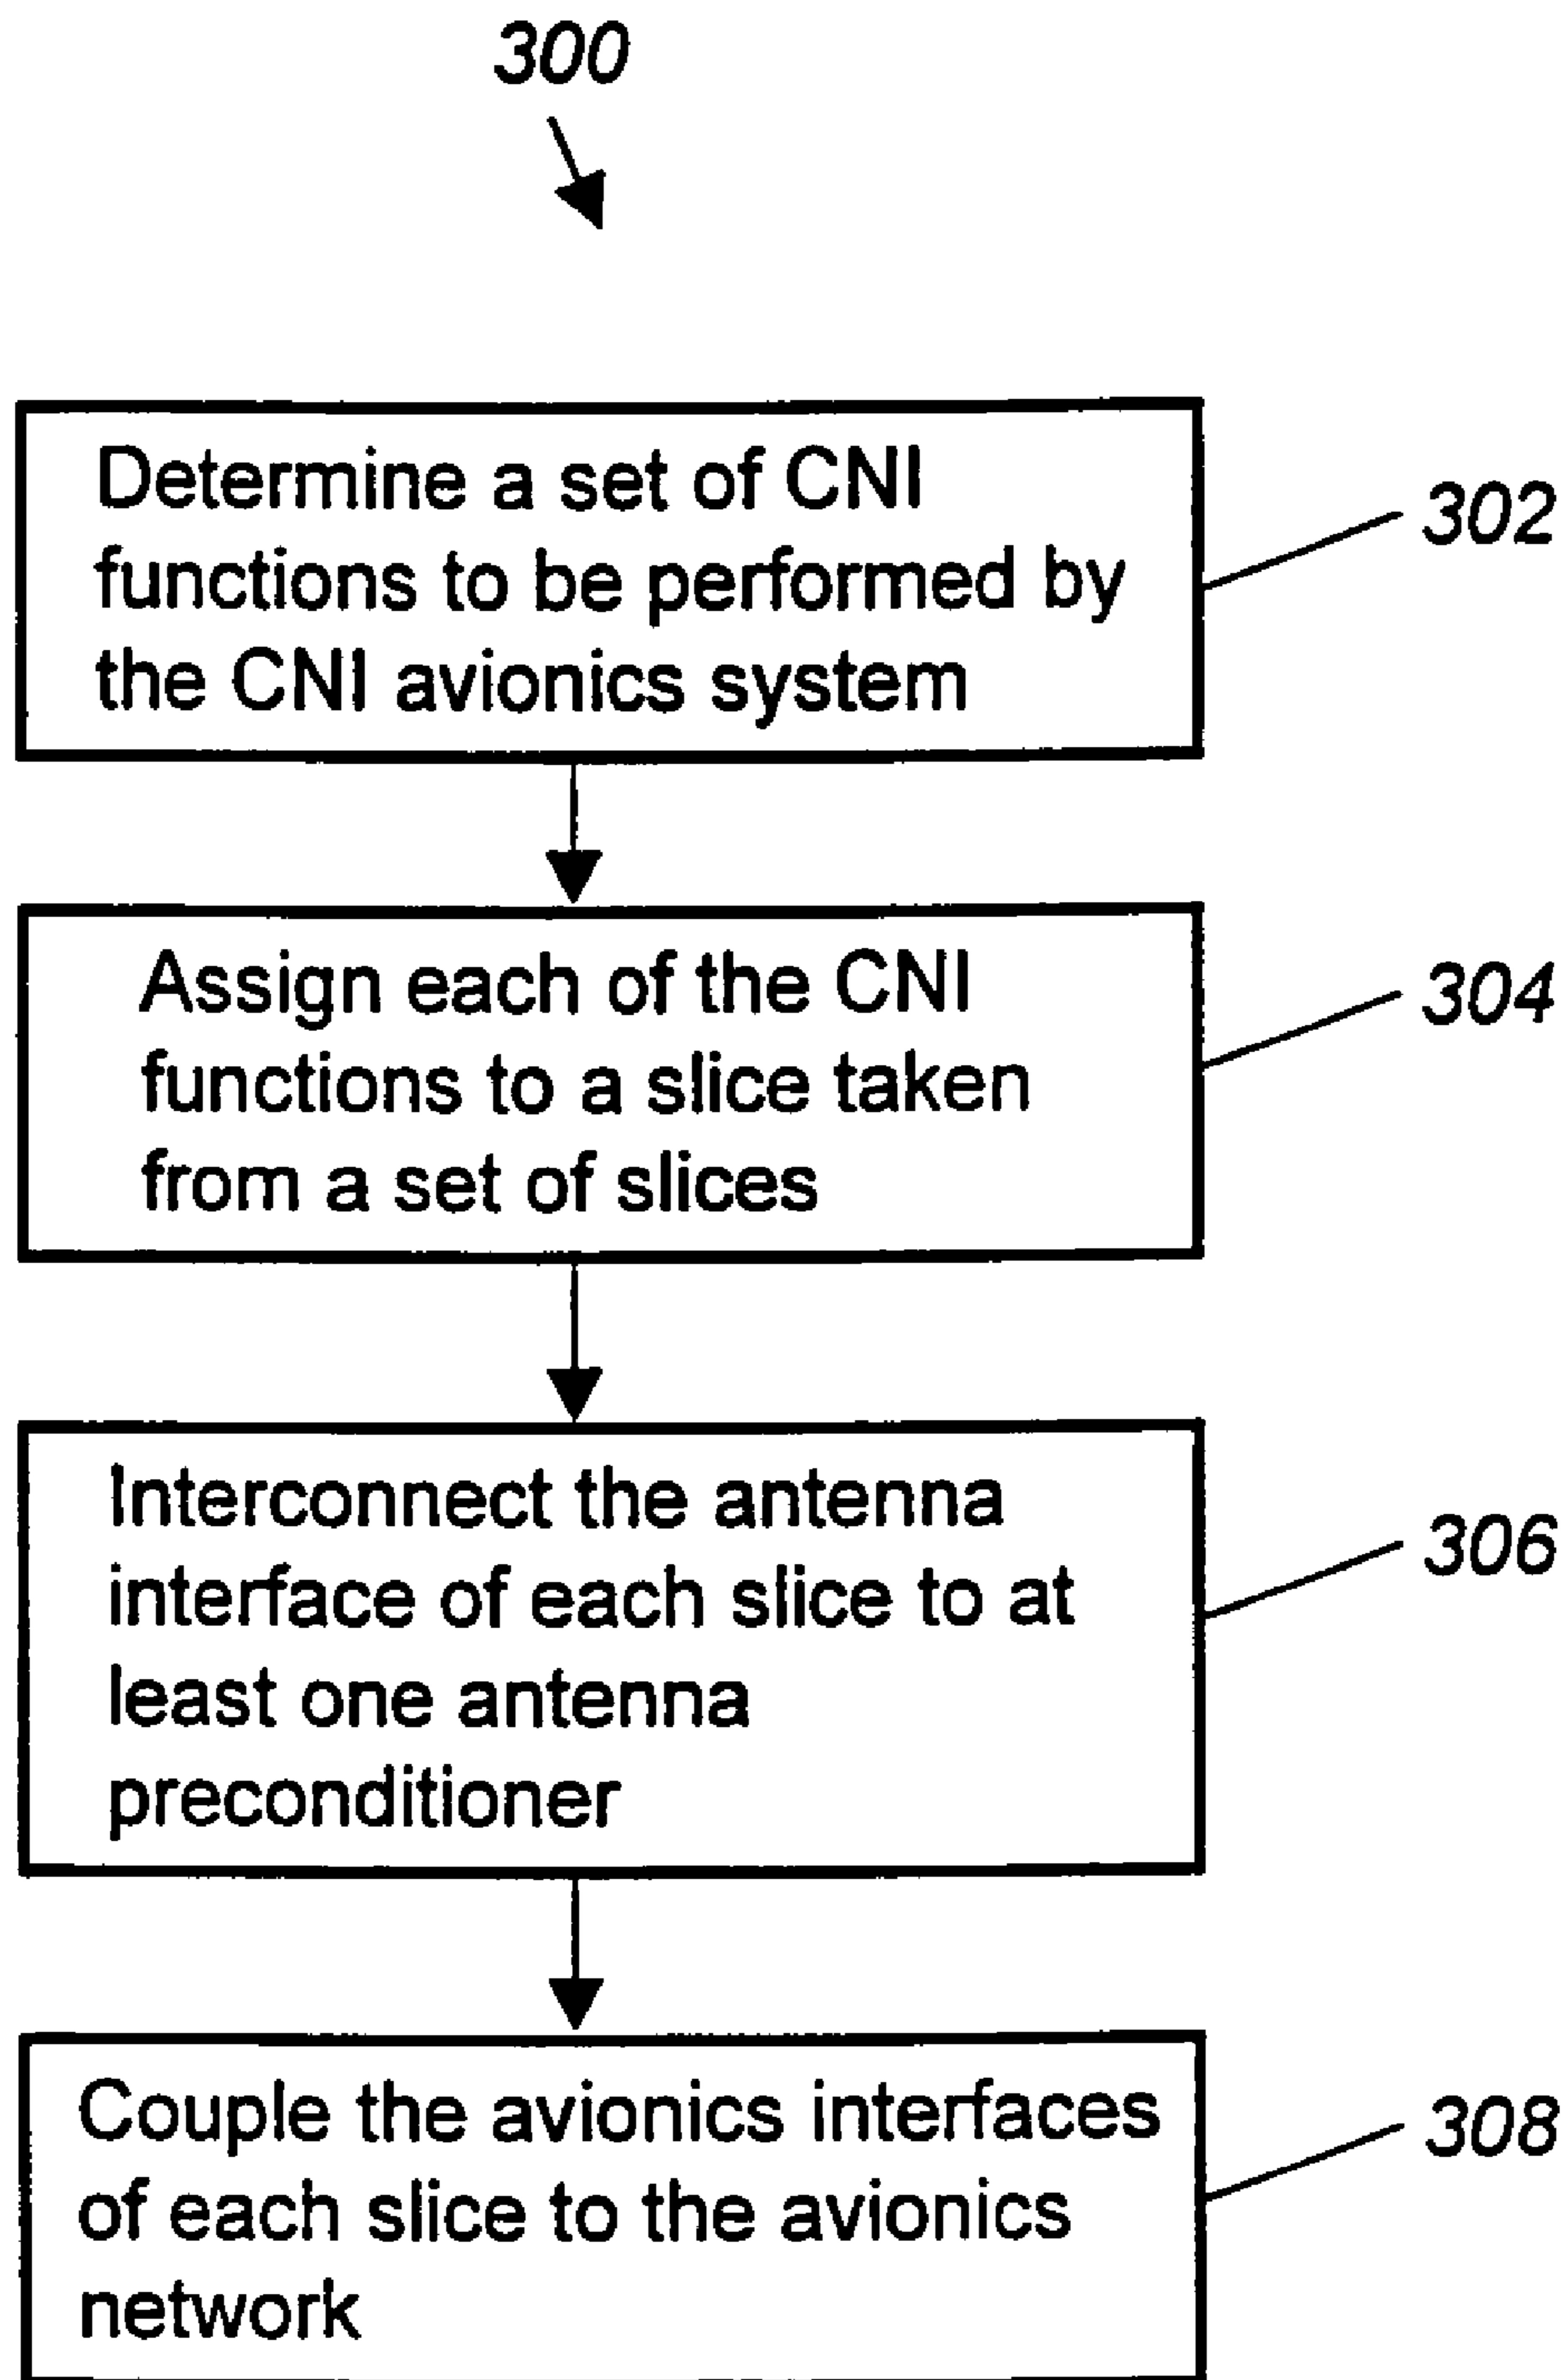 300
Determine a set of CNI
functions to be performed by
the CNI avionics system
302
Assign each of the CNI
functions to a slice taken
from a set of slices
304
Interconnect the antenna
interface of each slice to at
least one antenna
preconditioner
306
Couple the avionics interfaces
of each slice to the avionics
network
308